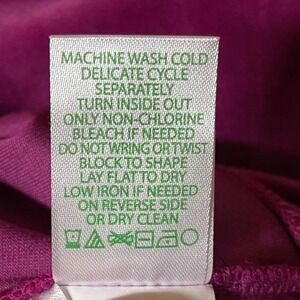 MACHINE WASH COLD
DELICATE CYCLE
SEPARATELY
TURN INSIDE OUT
ONLY NON-CHLORINE
BLEACH IF NEEDED
DO NOT WRING OR TWIST
BLOCK TO SHAPE
LAY FLAT TO DRY
LOW IRON IF NEEDED
ON REVERSE SIDE
OR DRY CLEAN